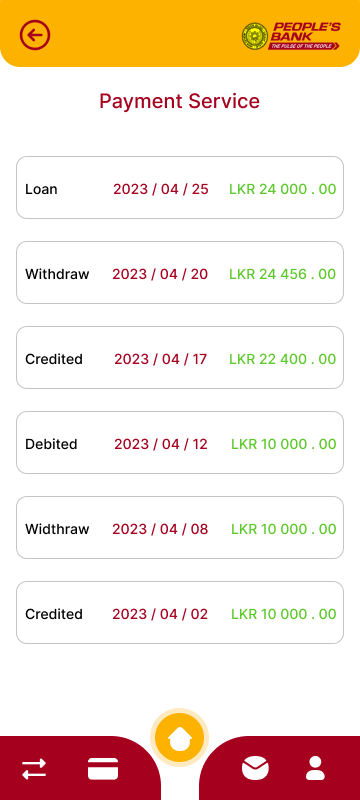 PEOPLE'S
BANK
THE PULSE OF THE PEOPLE
Payment Service
Loan 2023 / 04 / 25 LKR 24 000 . 00
Withdraw 2023 / 04 / 20 LKR 24 456 . 00
Credited 2023 / 04 / 17 LKR 22 400 . 00
Debited 2023 / 04 / 12 LKR 10 000 . 00
Widthraw 2023 / 04 / 08 LKR 10 000 . 00
Credited 2023 / 04 / 02 LKR 10 000 . 00